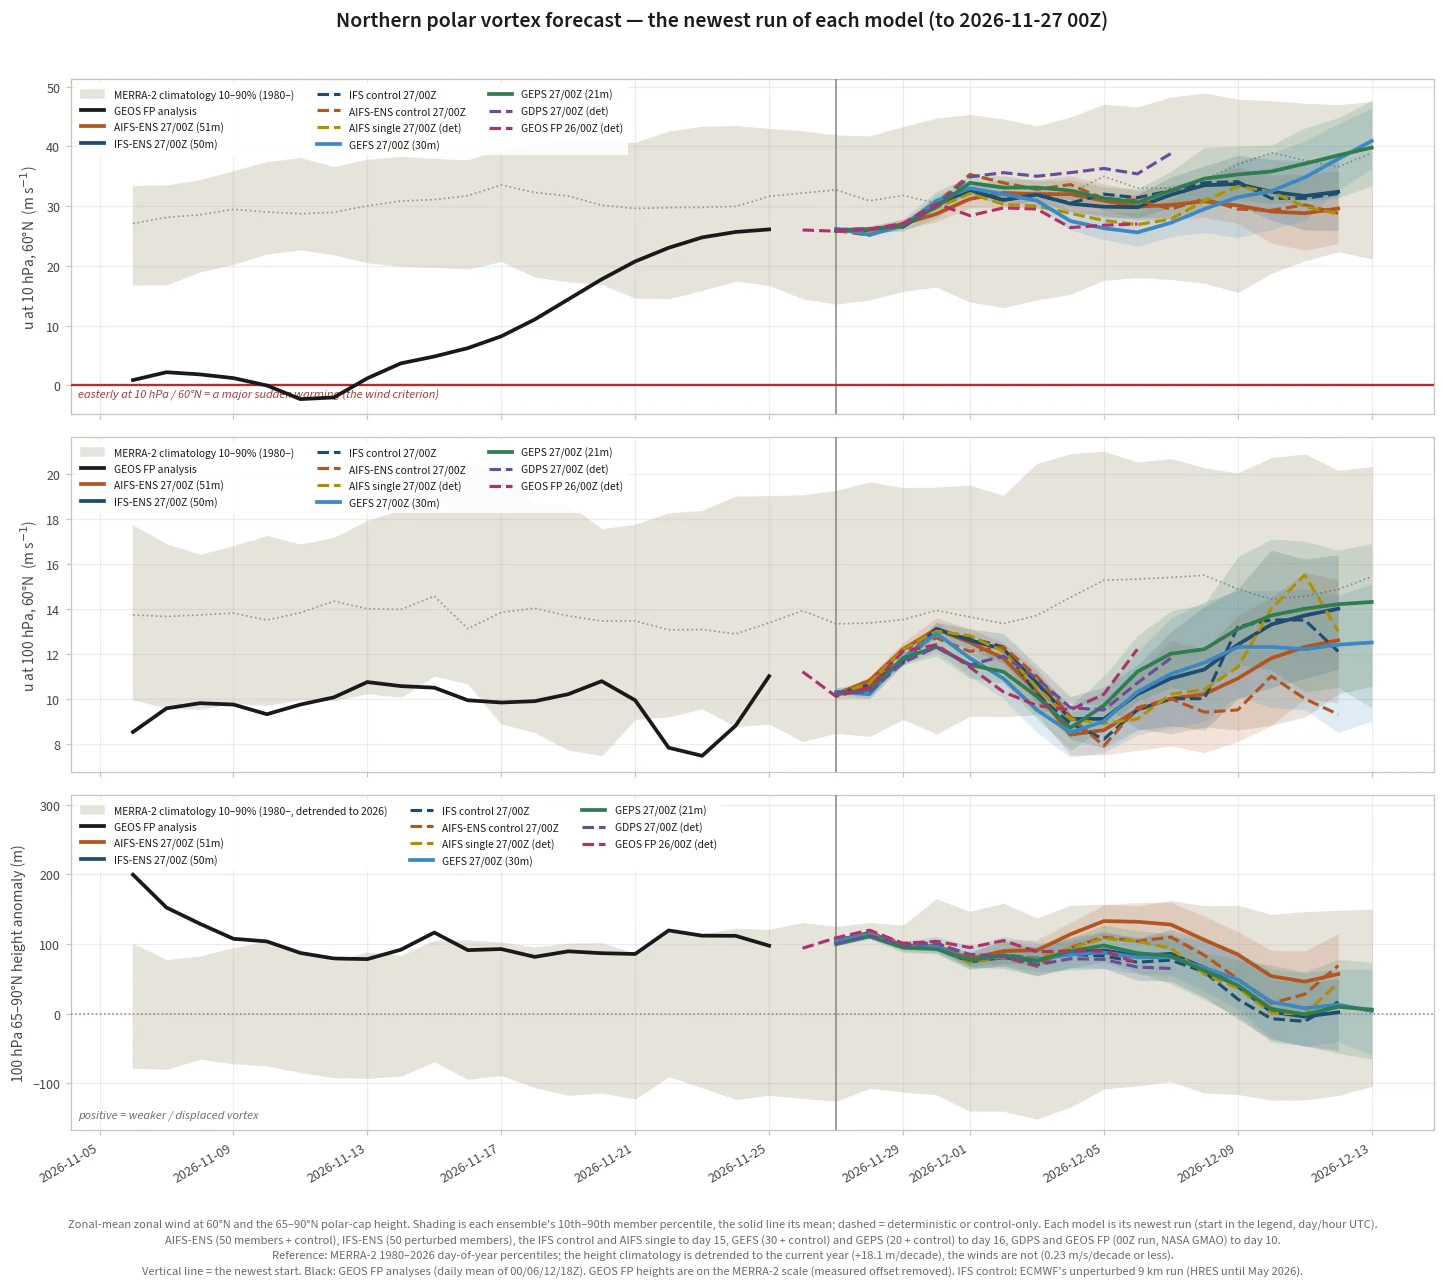 Northern polar vortex forecast — the newest run of each model (to 2026-11-27 00Z)
u at 10 hPa, 60°N (m s⁻¹)
50
40
30
20
10
0
MERRA-2 climatology 10–90% (1980–)
GEOS FP analysis
AIFS-ENS 27/00Z (51m)
IFS-ENS 27/00Z (50m)
IFS control 27/00Z
AIFS-ENS control 27/00Z
AIFS single 27/00Z (det)
GEFS 27/00Z (30m)
GEPS 27/00Z (21m)
GDPS 27/00Z (det)
GEOS FP 26/00Z (det)
easterly at 10 hPa / 60°N = a major sudden warming (the wind criterion)
u at 100 hPa, 60°N (m s⁻¹)
20
18
16
14
12
10
8
MERRA-2 climatology 10–90% (1980–)
GEOS FP analysis
AIFS-ENS 27/00Z (51m)
IFS-ENS 27/00Z (50m)
IFS control 27/00Z
AIFS-ENS control 27/00Z
AIFS single 27/00Z (det)
GEFS 27/00Z (30m)
GEPS 27/00Z (21m)
GDPS 27/00Z (det)
GEOS FP 26/00Z (det)
100 hPa 65–90°N height anomaly (m)
300
200
100
0
−100
MERRA-2 climatology 10–90% (1980–, detrended to 2026)
GEOS FP analysis
AIFS-ENS 27/00Z (51m)
IFS-ENS 27/00Z (50m)
IFS control 27/00Z
AIFS-ENS control 27/00Z
AIFS single 27/00Z (det)
GEFS 27/00Z (30m)
GEPS 27/00Z (21m)
GDPS 27/00Z (det)
GEOS FP 26/00Z (det)
positive = weaker / displaced vortex
2026-11-05
2026-11-09
2026-11-13
2026-11-17
2026-11-21
2026-11-25
2026-11-29
2026-12-01
2026-12-05
2026-12-09
2026-12-13
Zonal-mean zonal wind at 60°N and the 65–90°N polar-cap height. Shading is each ensemble's 10th–90th member percentile, the solid line its mean; dashed = deterministic or control-only. Each model is its newest run (start in the legend, day/hour UTC).
AIFS-ENS (50 members + control), IFS-ENS (50 perturbed members), the IFS control and AIFS single to day 15, GEFS (30 + control) and GEPS (20 + control) to day 16, GDPS and GEOS FP (00Z run, NASA GMAO) to day 10.
Reference: MERRA-2 1980–2026 day-of-year percentiles; the height climatology is detrended to the current year (+18.1 m/decade), the winds are not (0.23 m/s/decade or less).
Vertical line = the newest start. Black: GEOS FP analyses (daily mean of 00/06/12/18Z). GEOS FP heights are on the MERRA-2 scale (measured offset removed). IFS control: ECMWF's unperturbed 9 km run (HRES until May 2026).